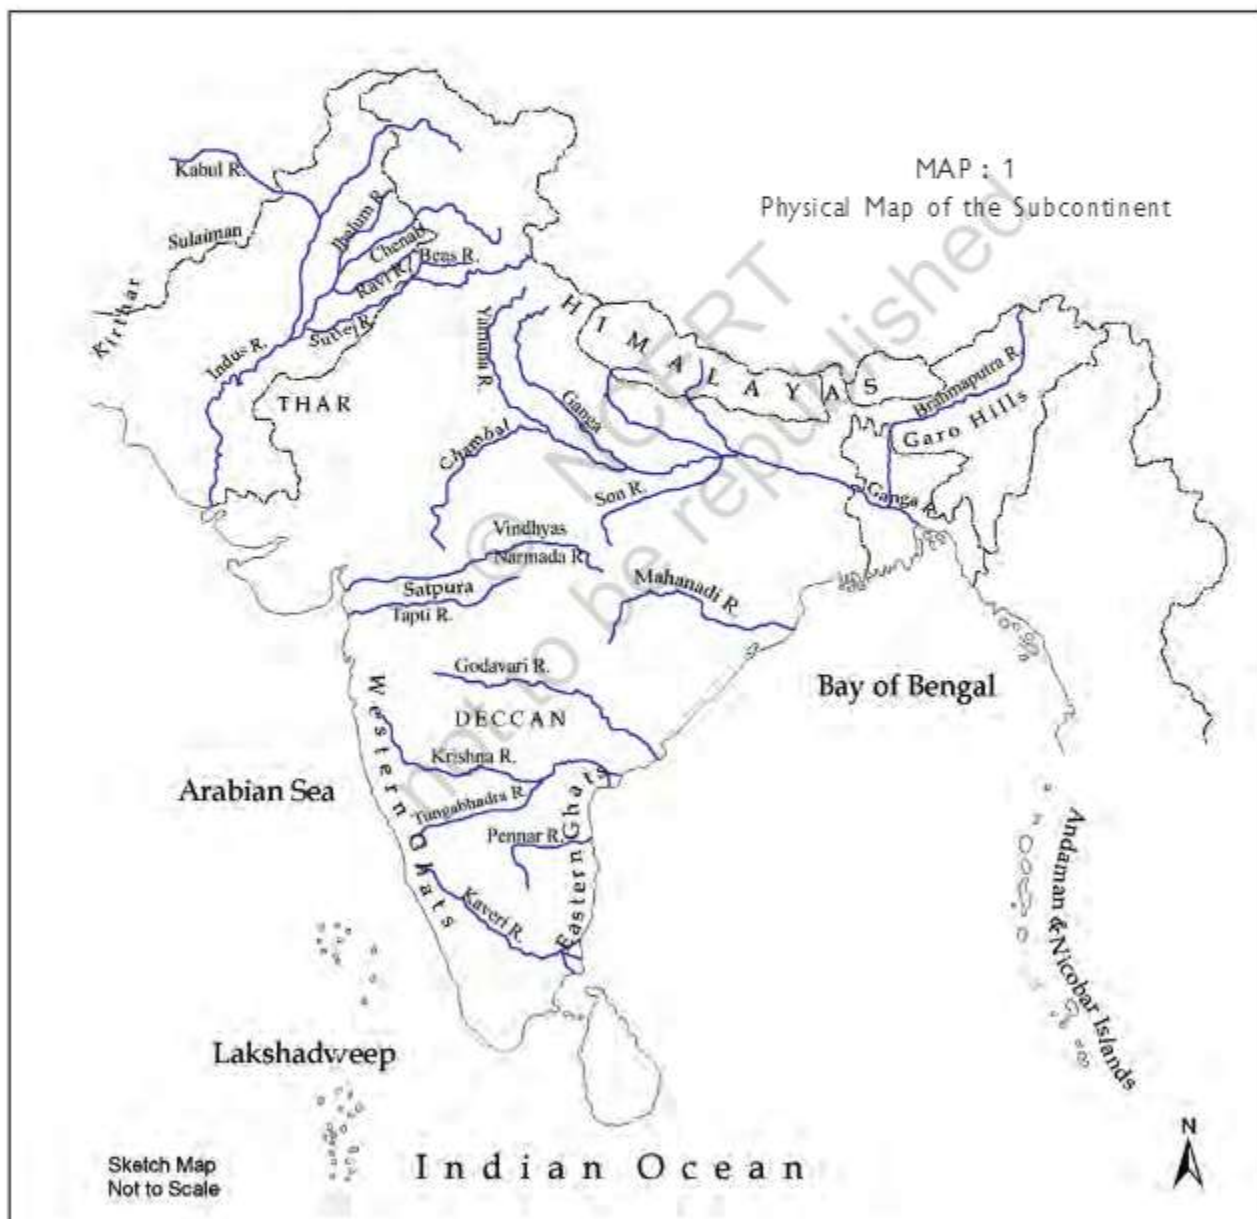 MAP : 1
Physical Map of the Subcontinent
Kabul R.
Sulaiman
Kirthar
Jhalum R.
Chenab
Ravi R.
Beas R.
Sutlej R.
Indus R.
THAR
HIMALAYAS
Yamuna R.
Ganga
Chambal
Son R.
Brahmaputra R.
Garo Hills
Ganga R.
Vindhyas
Narmada R.
Satpura
Tapti R.
Mahanadi R.
Godavari R.
DECCAN
Bay of Bengal
Western Ghats
Krishna R.
Arabian Sea
Tungabhadra R.
Eastern Ghats
Pennar R.
Kaveri R.
Andaman & Nicobar Islands
Lakshadweep
Indian Ocean
Sketch Map
Not to Scale
N
© NCERT
not to be republished